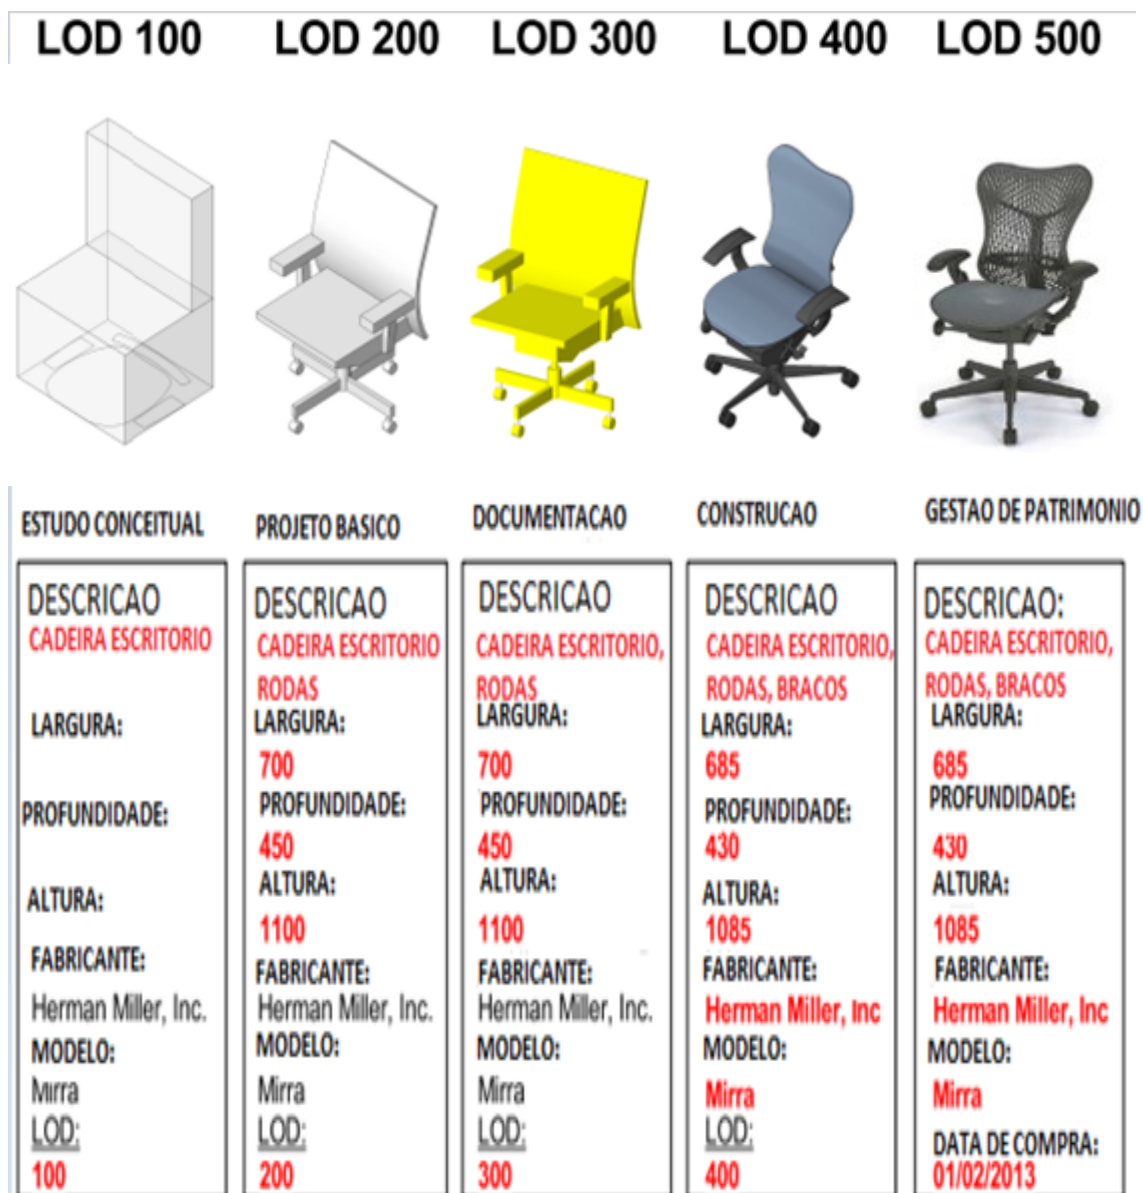 LOD 100
LOD 200
LOD 300
LOD 400
LOD 500
ESTUDO CONCEITUAL
PROJETO BASICO
DOCUMENTACAO
CONSTRUCAO
GESTAO DE PATRIMONIO
DESCRICAO
CADEIRA ESCRITORIO
LARGURA:
PROFUNDIDADE:
ALTURA:
FABRICANTE:
Herman Miller, Inc.
MODELO:
Mirra
LOD:
100
DESCRICAO
CADEIRA ESCRITORIO
RODAS
LARGURA:
700
PROFUNDIDADE:
450
ALTURA:
1100
FABRICANTE:
Herman Miller, Inc.
MODELO:
Mirra
LOD:
200
DESCRICAO
CADEIRA ESCRITORIO,
RODAS
LARGURA:
700
PROFUNDIDADE:
450
ALTURA:
1100
FABRICANTE:
Herman Miller, Inc.
MODELO:
Mirra
LOD:
300
DESCRICAO
CADEIRA ESCRITORIO,
RODAS, BRACOS
LARGURA:
685
PROFUNDIDADE:
430
ALTURA:
1085
FABRICANTE:
Herman Miller, Inc
MODELO:
Mirra
LOD:
400
DESCRICAO:
CADEIRA ESCRITORIO,
RODAS, BRACOS
LARGURA:
685
PROFUNDIDADE:
430
ALTURA:
1085
FABRICANTE:
Herman Miller, Inc
MODELO:
Mirra
DATA DE COMPRA:
01/02/2013